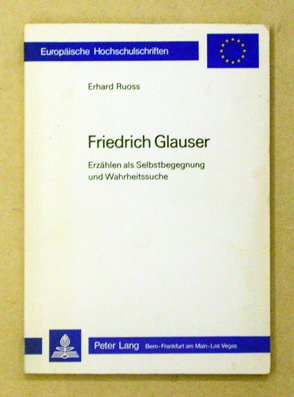 Europäische Hochschulschriften
Erhard Ruoss
Friedrich Glauser
Erzählen als Selbstbegegnung
und Wahrheitssuche
Peter Lang Bern-Frankfurt am Main-Las Vegas